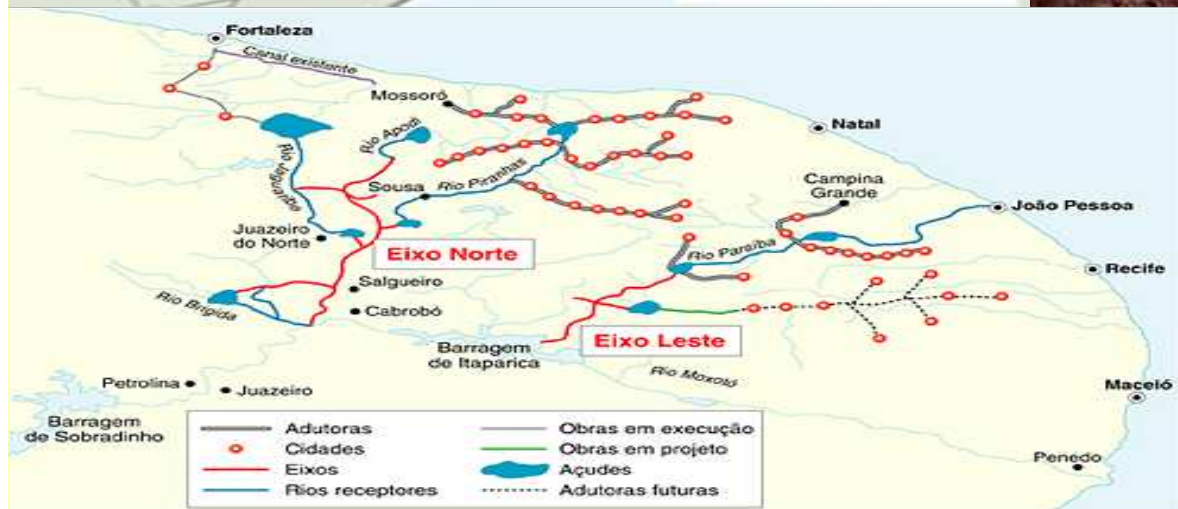 Fortaleza
Canal existente
Mossoró
Rio Apodi
Natal
Rio Jaguaribe
Sousa
Rio Piranhas
Campina
Grande
João Pessoa
Juazeiro
do Norte
Eixo Norte
Rio Paraíba
Recife
Salgueiro
Rio Brígida
Cabrobó
Eixo Leste
Barragem
de Itaparica
Rio Moxotó
Petrolina
Juazeiro
Maceió
Barragem
de Sobradinho
Penedo
Adutoras
Cidades
Eixos
Rios receptores
Obras em execução
Obras em projeto
Açudes
Adutoras futuras